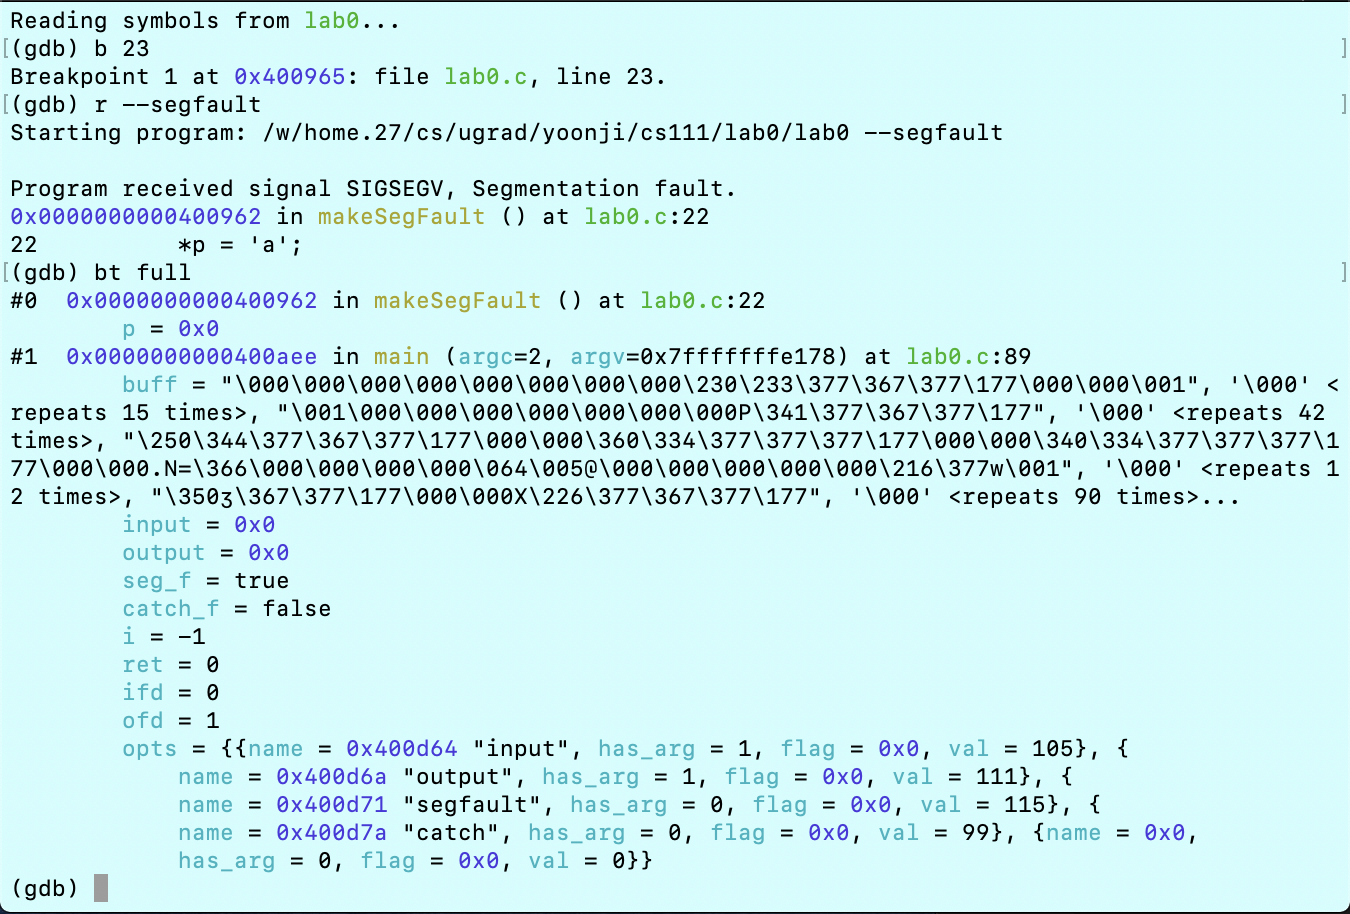 Reading symbols from lab0...
[(gdb) b 23 ]
Breakpoint 1 at 0x400965: file lab0.c, line 23.
[(gdb) r --segfault ]
Starting program: /w/home.27/cs/ugrad/yoonji/cs111/lab0/lab0 --segfault
Program received signal SIGSEGV, Segmentation fault.
0x0000000000400962 in makeSegFault () at lab0.c:22
22          *p = 'a';
[(gdb) bt full ]
#0  0x0000000000400962 in makeSegFault () at lab0.c:22
        p = 0x0
#1  0x0000000000400aee in main (argc=2, argv=0x7fffffffe178) at lab0.c:89
        buff = "\000\000\000\000\000\000\000\000\230\233\377\367\377\177\000\000\001", '\000' <
repeats 15 times>, "\001\000\000\000\000\000\000\000P\341\377\367\377\177", '\000' <repeats 42
times>, "\250\344\377\367\377\177\000\000\360\334\377\377\377\177\000\000\340\334\377\377\377\1
77\000\000.N=\366\000\000\000\000\064\005@\000\000\000\000\000\216\377w\001", '\000' <repeats 1
2 times>, "\350ʒ\367\377\177\000\000X\226\377\367\377\177", '\000' <repeats 90 times>...
        input = 0x0
        output = 0x0
        seg_f = true
        catch_f = false
        i = -1
        ret = 0
        ifd = 0
        ofd = 1
        opts = {{name = 0x400d64 "input", has_arg = 1, flag = 0x0, val = 105}, {
            name = 0x400d6a "output", has_arg = 1, flag = 0x0, val = 111}, {
            name = 0x400d71 "segfault", has_arg = 0, flag = 0x0, val = 115}, {
            name = 0x400d7a "catch", has_arg = 0, flag = 0x0, val = 99}, {name = 0x0,
            has_arg = 0, flag = 0x0, val = 0}}
(gdb)